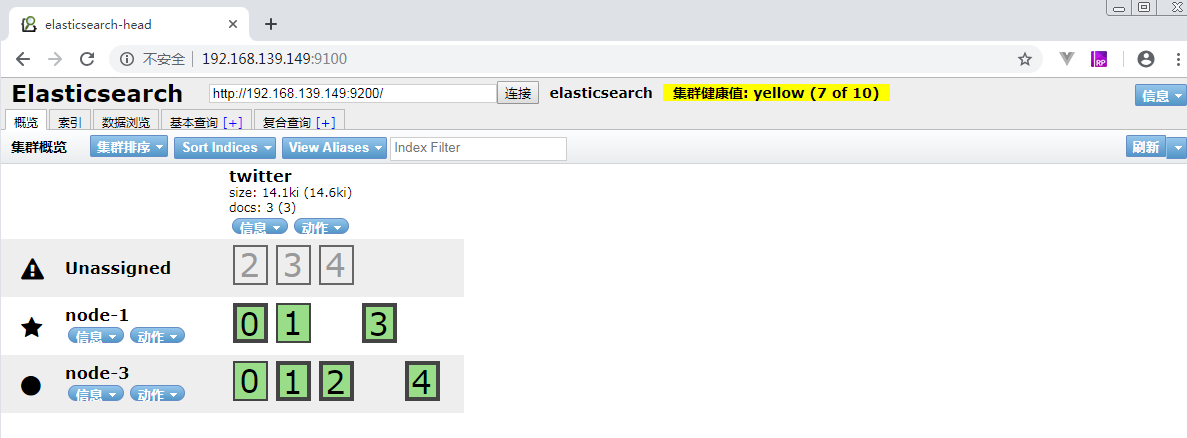 elasticsearch-head
不安全 192.168.139.149:9100
RP
Elasticsearch http://192.168.139.149:9200/ 连接 elasticsearch 集群健康值: yellow (7 of 10) 信息
概览 索引 数据浏览 基本查询 [+] 复合查询 [+]
集群概览 集群排序 Sort Indices View Aliases Index Filter 刷新
twitter
size: 14.1ki (14.6ki)
docs: 3 (3)
信息 动作
Unassigned 2 3 4
node-1 0 1 3
信息 动作
node-3 0 1 2 4
信息 动作